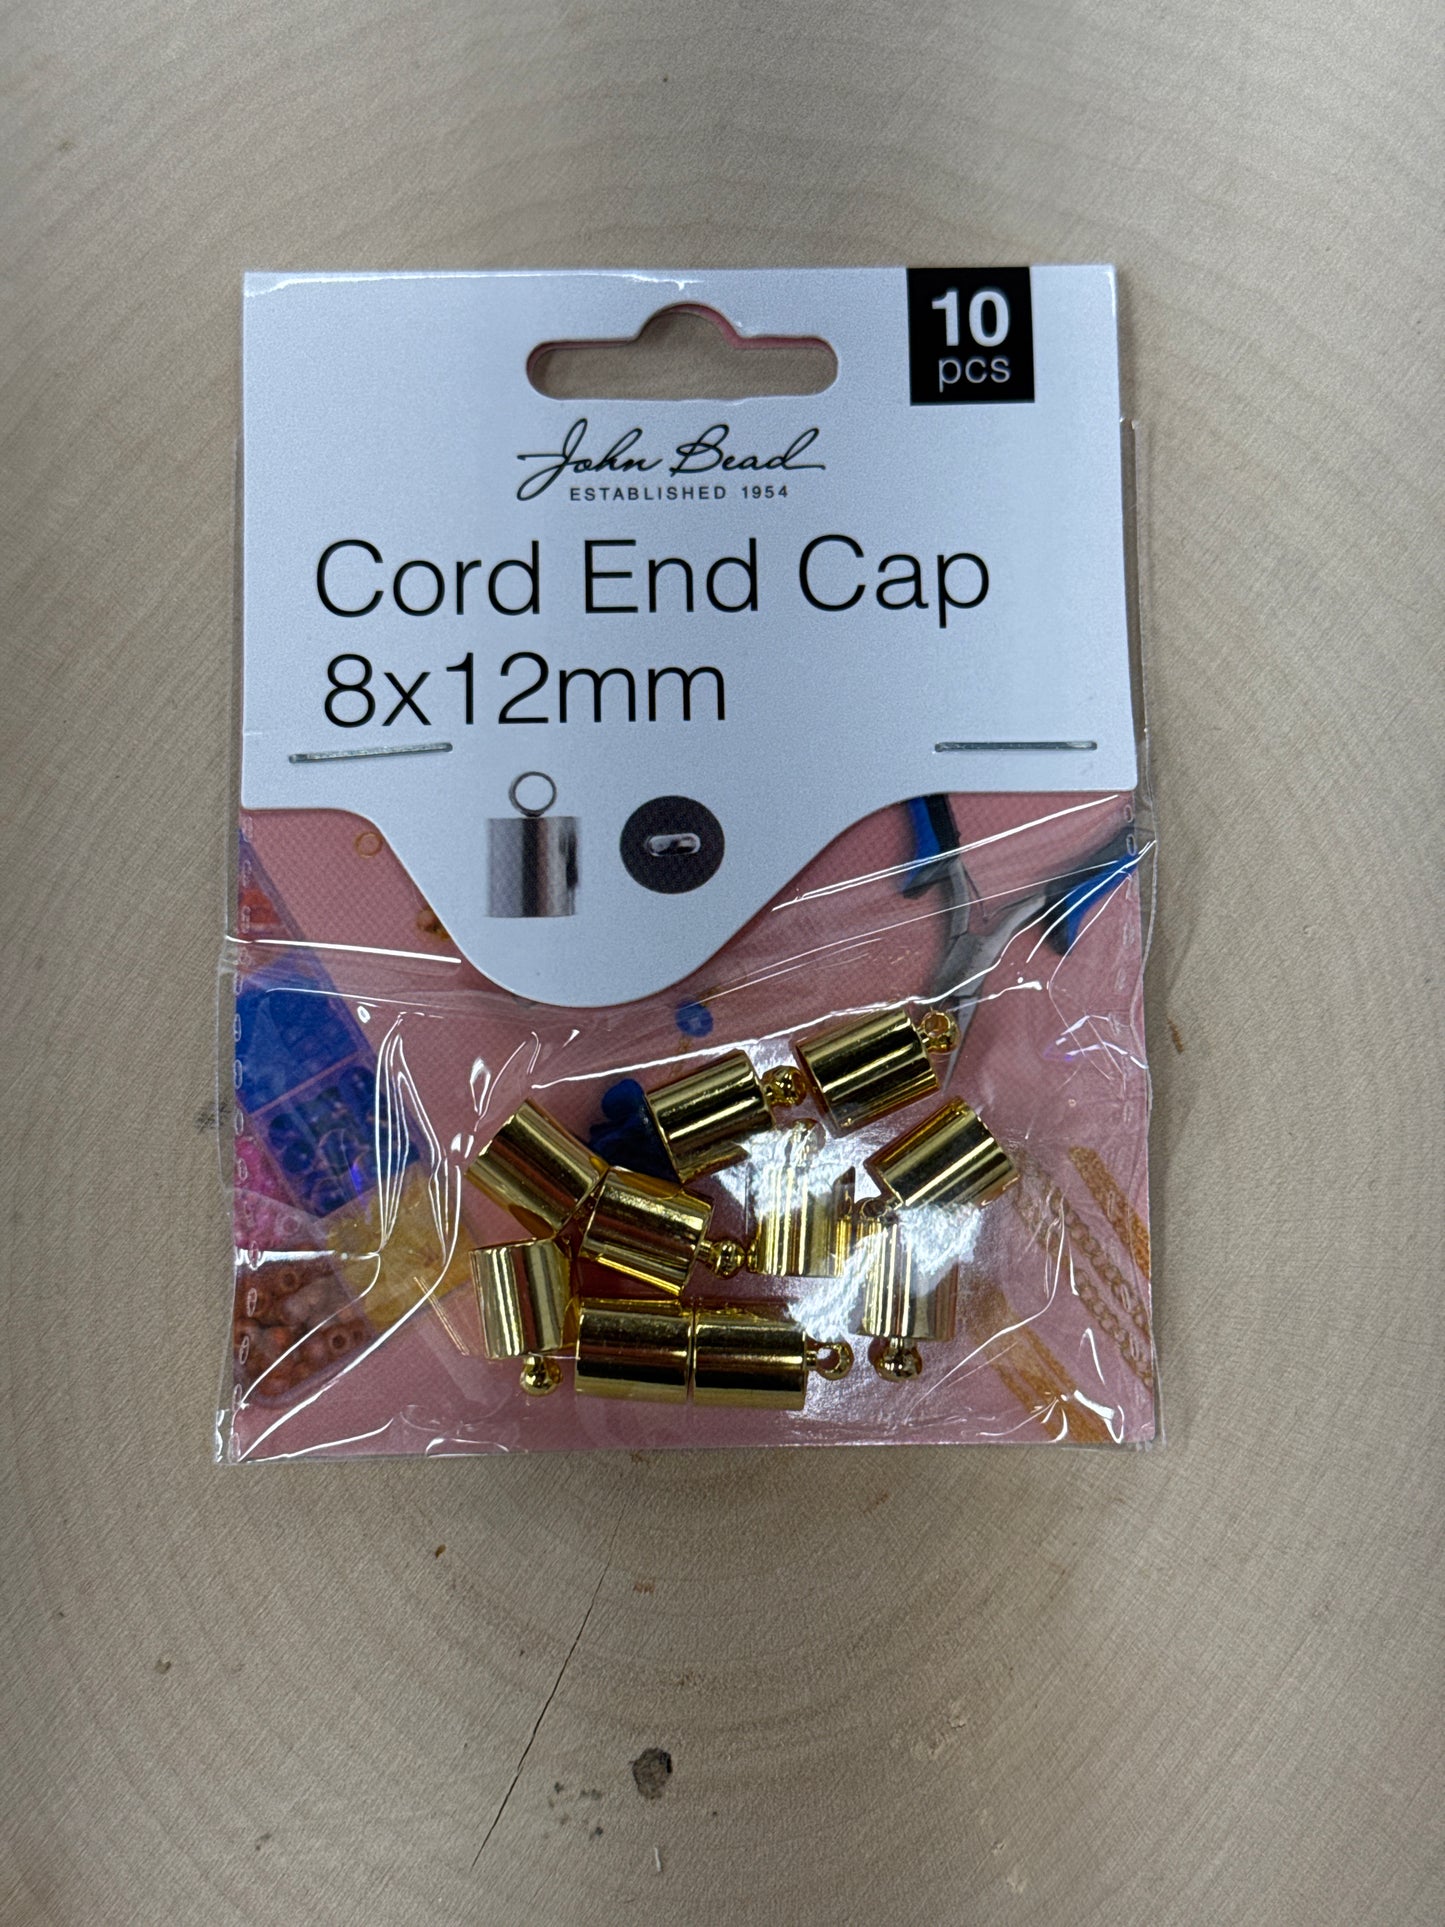 10
pcs
John Bead
ESTABLISHED 1954
Cord End Cap
8x12mm